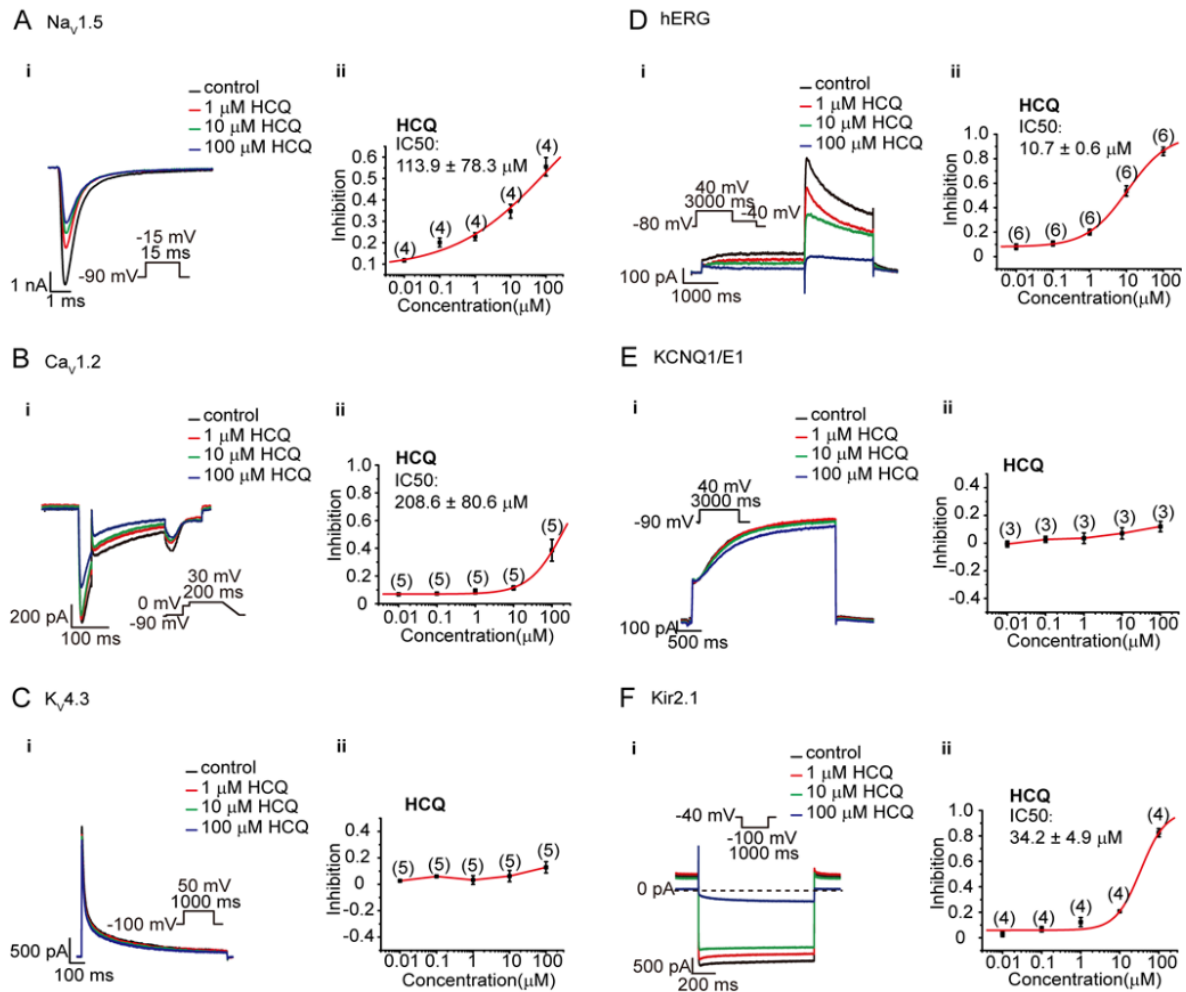 A Na_V1.5
i
control
1 μM HCQ
10 μM HCQ
100 μM HCQ
-15 mV
15 ms
-90 mV
1 nA
1 ms
ii
HCQ
IC50:
113.9 ± 78.3 μM
(4) (4) (4) (4) (4)
Inhibition
0.6
0.5
0.4
0.3
0.2
0.1
0.01 0.1 1 10 100
Concentration(μM)
B Ca_V1.2
i
control
1 μM HCQ
10 μM HCQ
100 μM HCQ
30 mV
200 ms
0 mV
-90 mV
200 pA
100 ms
ii
HCQ
IC50:
208.6 ± 80.6 μM
(5) (5) (5) (5) (5)
Inhibition
1.0
0.8
0.6
0.4
0.2
0
0.01 0.1 1 10 100
Concentration(μM)
C K_V4.3
i
control
1 μM HCQ
10 μM HCQ
100 μM HCQ
50 mV
1000 ms
-100 mV
500 pA
100 ms
ii
HCQ
(5) (5) (5) (5) (5)
Inhibition
0.4
0.2
0
-0.2
-0.4
0.01 0.1 1 10 100
Concentration(μM)
D hERG
i
control
1 μM HCQ
10 μM HCQ
100 μM HCQ
40 mV
3000 ms
-80 mV
-40 mV
100 pA
1000 ms
ii
HCQ
IC50:
10.7 ± 0.6 μM
(6) (6) (6) (6) (6)
Inhibition
1.0
0.8
0.6
0.4
0.2
0
0.01 0.1 1 10 100
Concentration(μM)
E KCNQ1/E1
i
control
1 μM HCQ
10 μM HCQ
100 μM HCQ
40 mV
3000 ms
-90 mV
100 pA
500 ms
ii
HCQ
(3) (3) (3) (3) (3)
Inhibition
0.4
0.2
0
-0.2
-0.4
0.01 0.1 1 10 100
Concentration(μM)
F Kir2.1
i
control
1 μM HCQ
10 μM HCQ
100 μM HCQ
-40 mV
-100 mV
1000 ms
0 pA
500 pA
200 ms
ii
HCQ
IC50:
34.2 ± 4.9 μM
(4) (4) (4) (4) (4)
Inhibition
1.0
0.8
0.6
0.4
0.2
0
0.01 0.1 1 10 100
Concentration(μM)